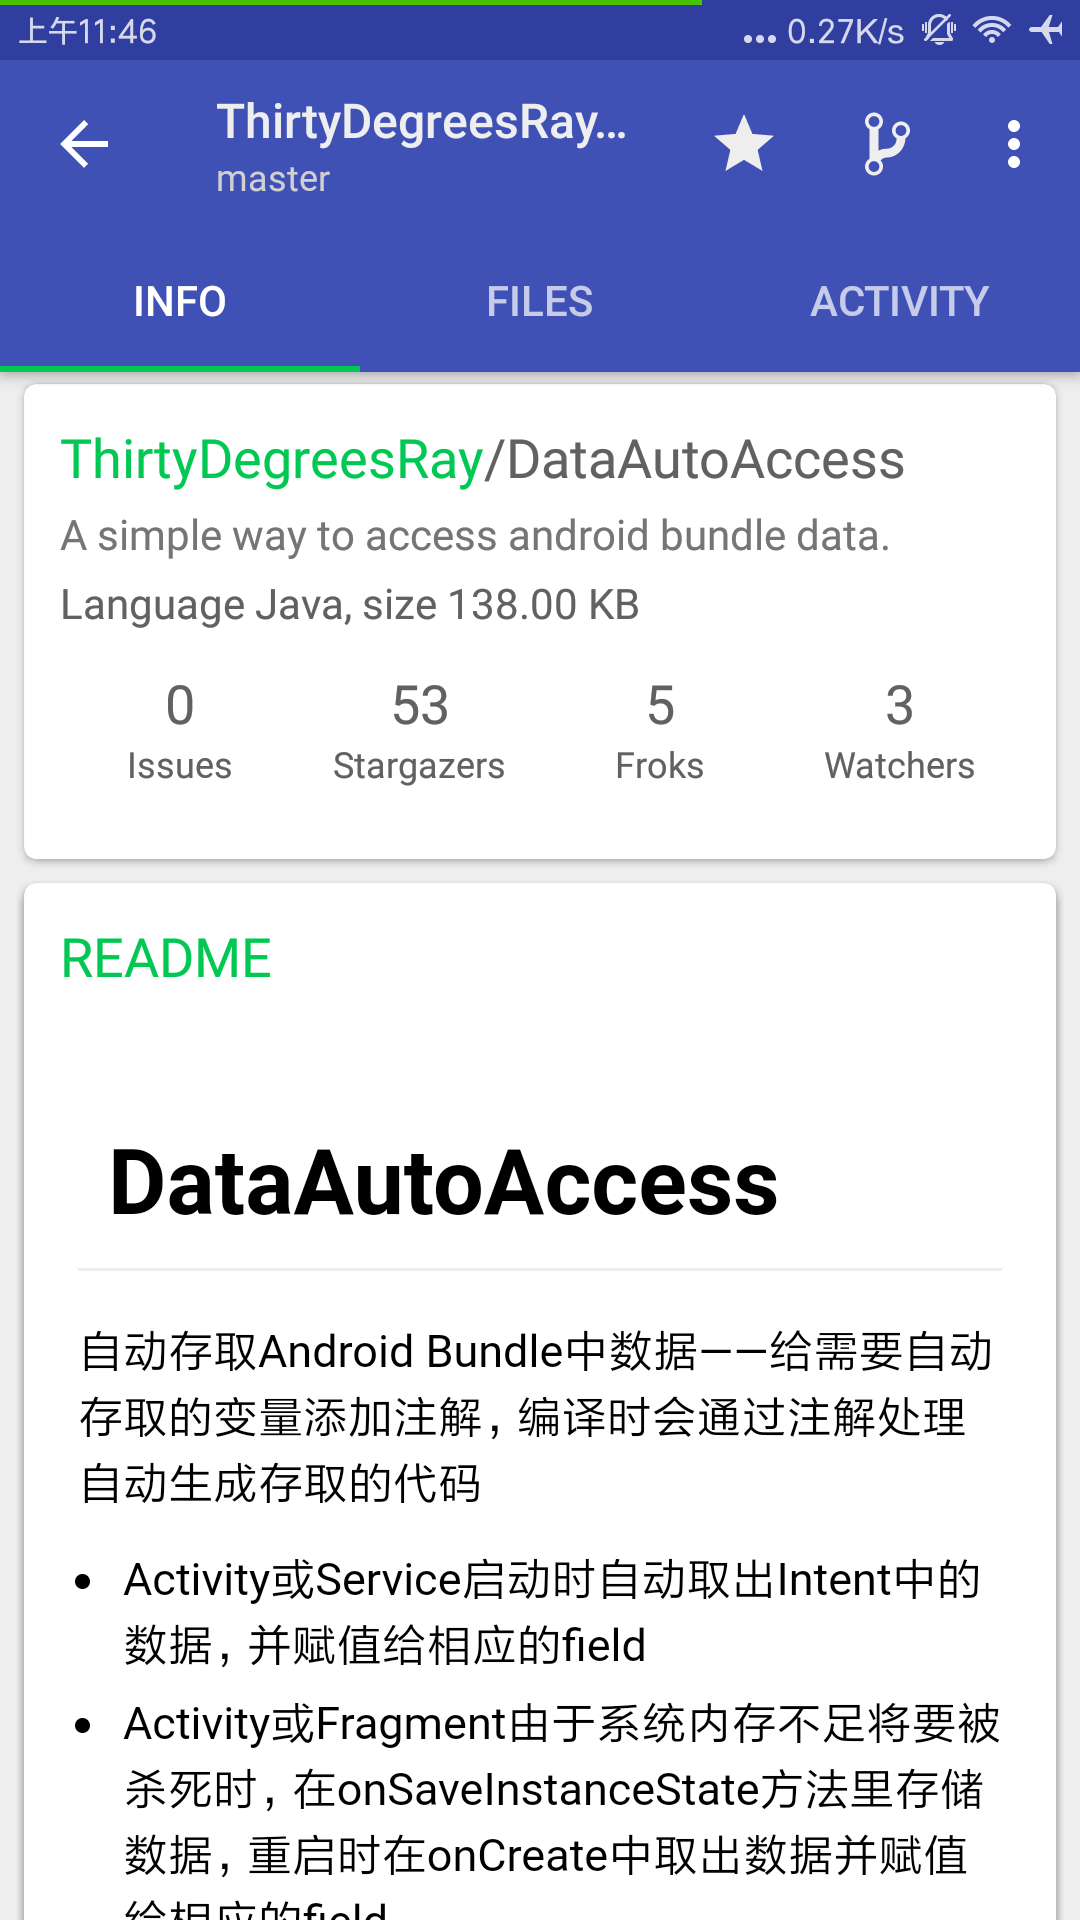 上午11:46
... 0.27K/s
ThirtyDegreesRay...
master
INFO
FILES
ACTIVITY
ThirtyDegreesRay/DataAutoAccess
A simple way to access android bundle data.
Language Java, size 138.00 KB
0
53
5
3
Issues
Stargazers
Froks
Watchers
README
DataAutoAccess
自动存取Android Bundle中数据——给需要自动
存取的变量添加注解，编译时会通过注解处理
自动生成存取的代码
• Activity或Service启动时自动取出Intent中的
数据，并赋值给相应的field
• Activity或Fragment由于系统内存不足将要被
杀死时，在onSaveInstanceState方法里存储
数据，重启时在onCreate中取出数据并赋值
给相应的field